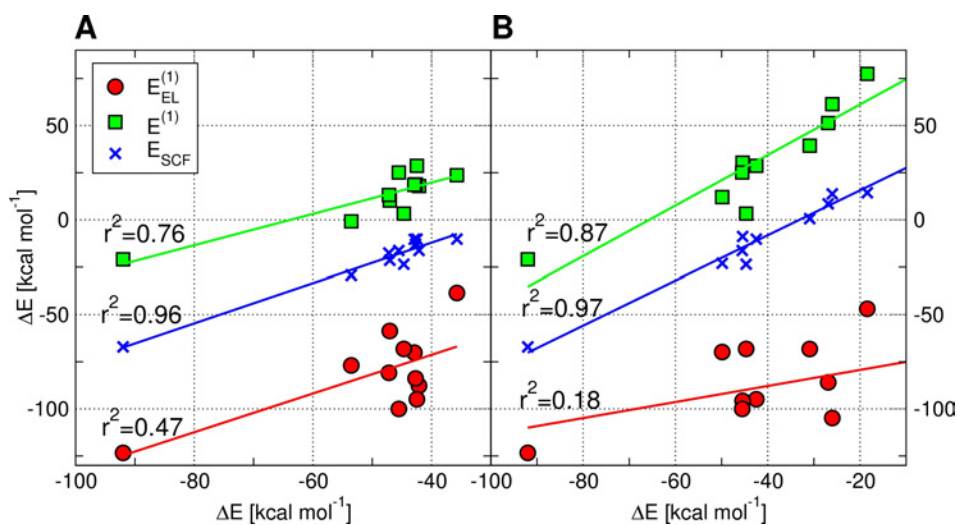 A B
50
0
-50
-100
ΔE [kcal mol⁻¹]
E_EL^(1)
E^(1)
E_SCF
r²=0.76
r²=0.96
r²=0.47
r²=0.87
r²=0.97
r²=0.18
50
0
-50
-100
-100 -80 -60 -40 -100 -80 -60 -40 -20
ΔE [kcal mol⁻¹] ΔE [kcal mol⁻¹]